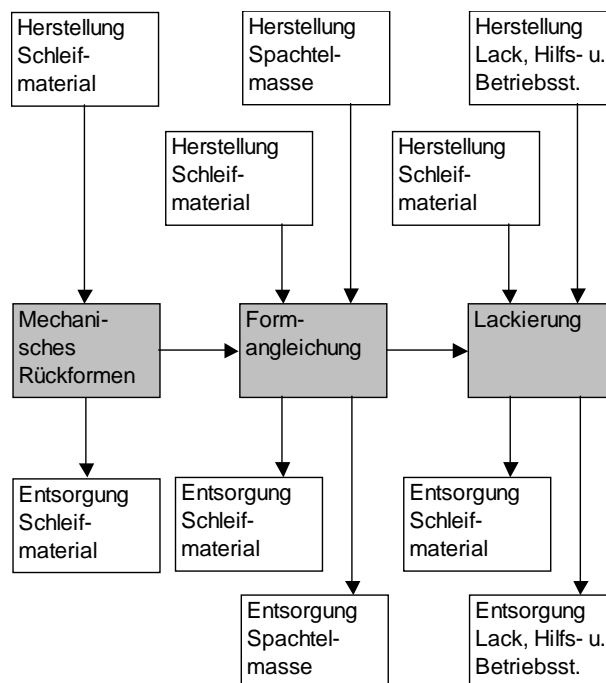 Herstellung
Schleif-
material
Herstellung
Spachtel-
masse
Herstellung
Lack, Hilfs- u.
Betriebsst.
Herstellung
Schleif-
material
Herstellung
Schleif-
material
Mechani-
sches
Rückformen
Form-
angleichung
Lackierung
Entsorgung
Schleif-
material
Entsorgung
Schleif-
material
Entsorgung
Schleif-
material
Entsorgung
Spachtel-
masse
Entsorgung
Lack, Hilfs- u.
Betriebsst.